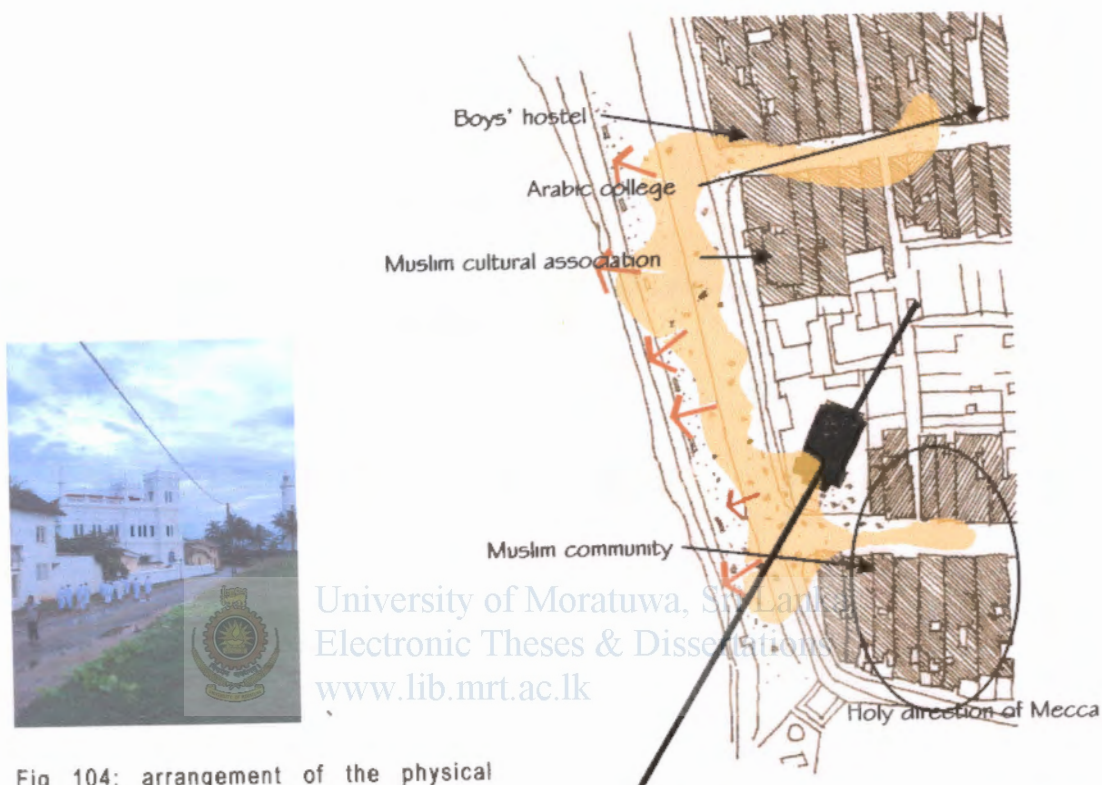 Boys' hostel
Arabic college
Muslim cultural association
Muslim community
University of Moratuwa, Sri Lanka
Electronic Theses & Dissertations
www.lib.mrt.ac.lk
Holy direction of Mecca
Fig 104: arrangement of the physical